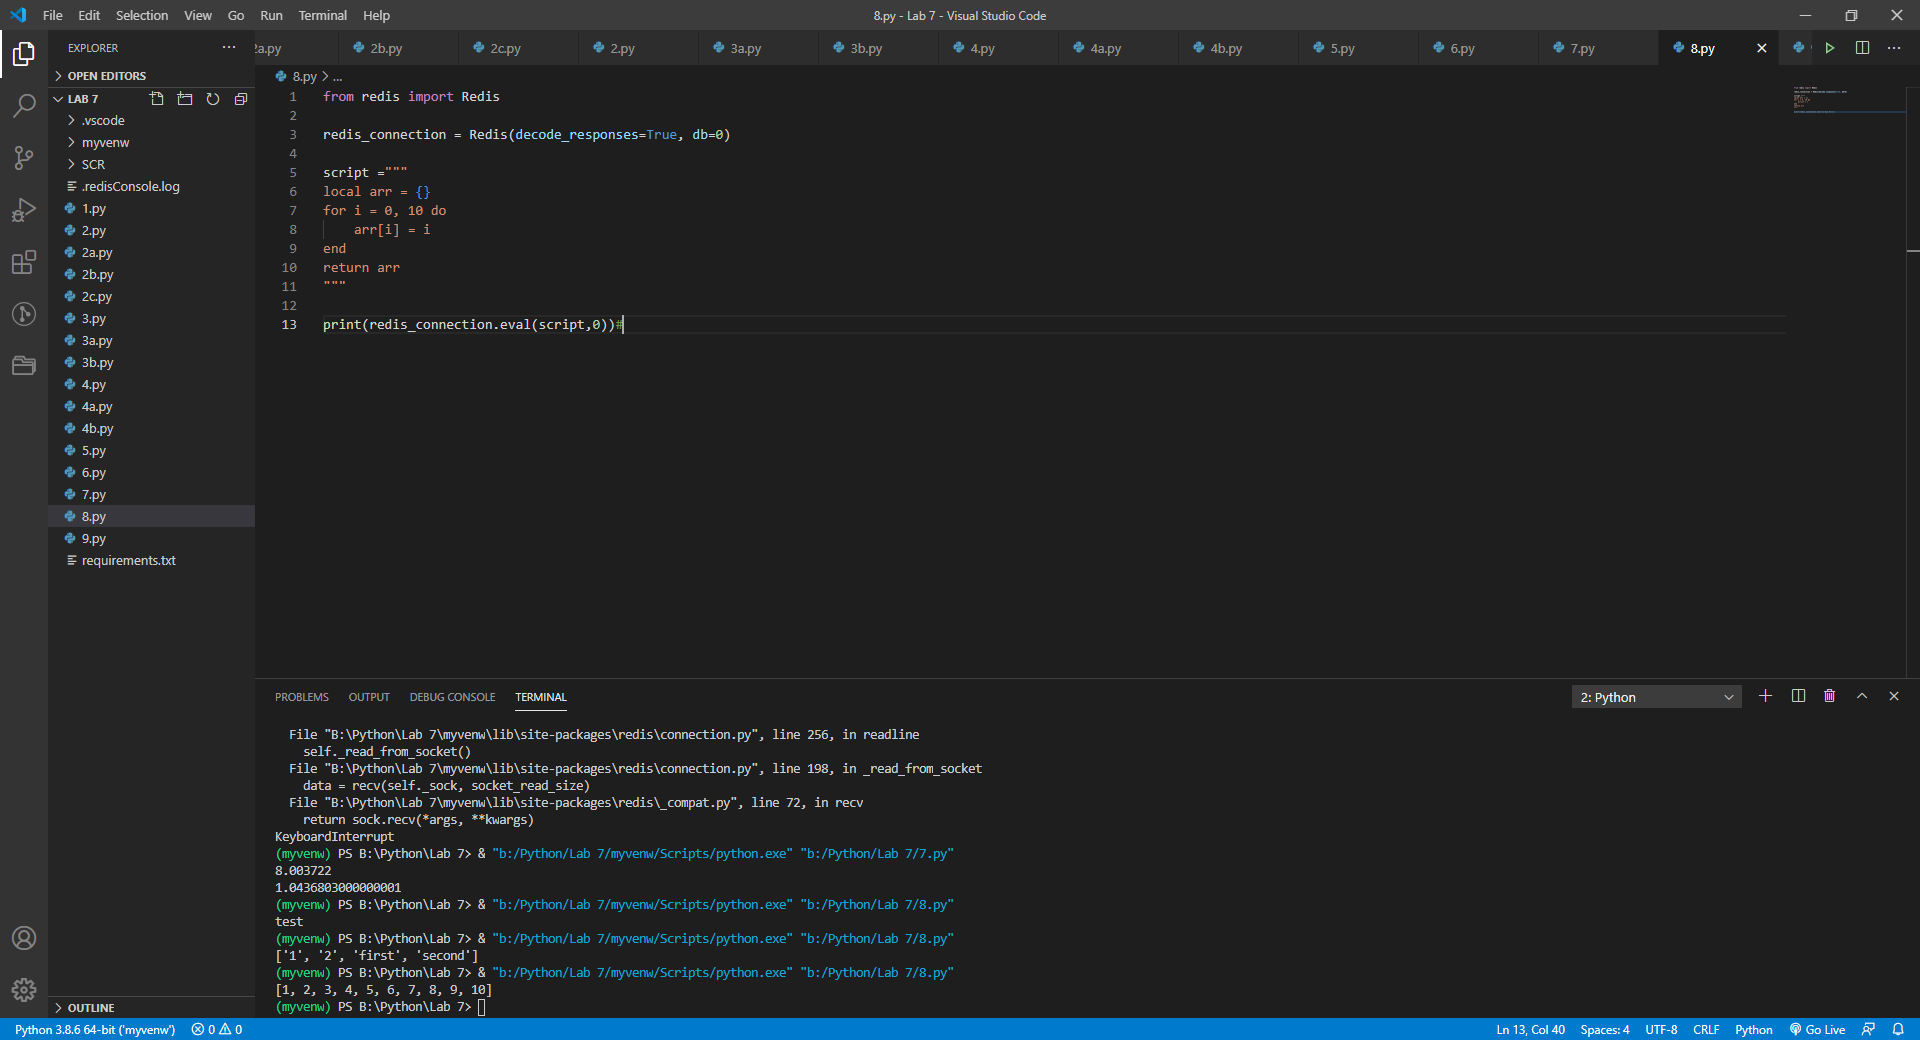 File Edit Selection View Go Run Terminal Help
8.py - Lab 7 - Visual Studio Code
EXPLORER
2a.py 2b.py 2c.py 2.py 3a.py 3b.py 4.py 4a.py 4b.py 5.py 6.py 7.py 8.py
OPEN EDITORS
LAB 7
.vscode
myvenw
SCR
.redisConsole.log
1.py
2.py
2a.py
2b.py
2c.py
3.py
3a.py
3b.py
4.py
4a.py
4b.py
5.py
6.py
7.py
8.py
9.py
requirements.txt
OUTLINE
8.py > ...
1 from redis import Redis
2
3 redis_connection = Redis(decode_responses=True, db=0)
4
5 script ="""
6 local arr = {}
7 for i = 0, 10 do
8 arr[i] = i
9 end
10 return arr
11 """
12
13 print(redis_connection.eval(script,0))#
PROBLEMS OUTPUT DEBUG CONSOLE TERMINAL
2: Python
File "B:\Python\Lab 7\myvenw\lib\site-packages\redis\connection.py", line 256, in readline
self._read_from_socket()
File "B:\Python\Lab 7\myvenw\lib\site-packages\redis\connection.py", line 198, in _read_from_socket
data = recv(self._sock, socket_read_size)
File "B:\Python\Lab 7\myvenw\lib\site-packages\redis\_compat.py", line 72, in recv
return sock.recv(*args, **kwargs)
KeyboardInterrupt
(myvenw) PS B:\Python\Lab 7> & "b:/Python/Lab 7/myvenw/Scripts/python.exe" "b:/Python/Lab 7/7.py"
8.003722
1.0436803000000001
(myvenw) PS B:\Python\Lab 7> & "b:/Python/Lab 7/myvenw/Scripts/python.exe" "b:/Python/Lab 7/8.py"
test
(myvenw) PS B:\Python\Lab 7> & "b:/Python/Lab 7/myvenw/Scripts/python.exe" "b:/Python/Lab 7/8.py"
['1', '2', 'first', 'second']
(myvenw) PS B:\Python\Lab 7> & "b:/Python/Lab 7/myvenw/Scripts/python.exe" "b:/Python/Lab 7/8.py"
[1, 2, 3, 4, 5, 6, 7, 8, 9, 10]
(myvenw) PS B:\Python\Lab 7>
Python 3.8.6 64-bit ('myvenw') 0 0
Ln 13, Col 40 Spaces: 4 UTF-8 CRLF Python Go Live